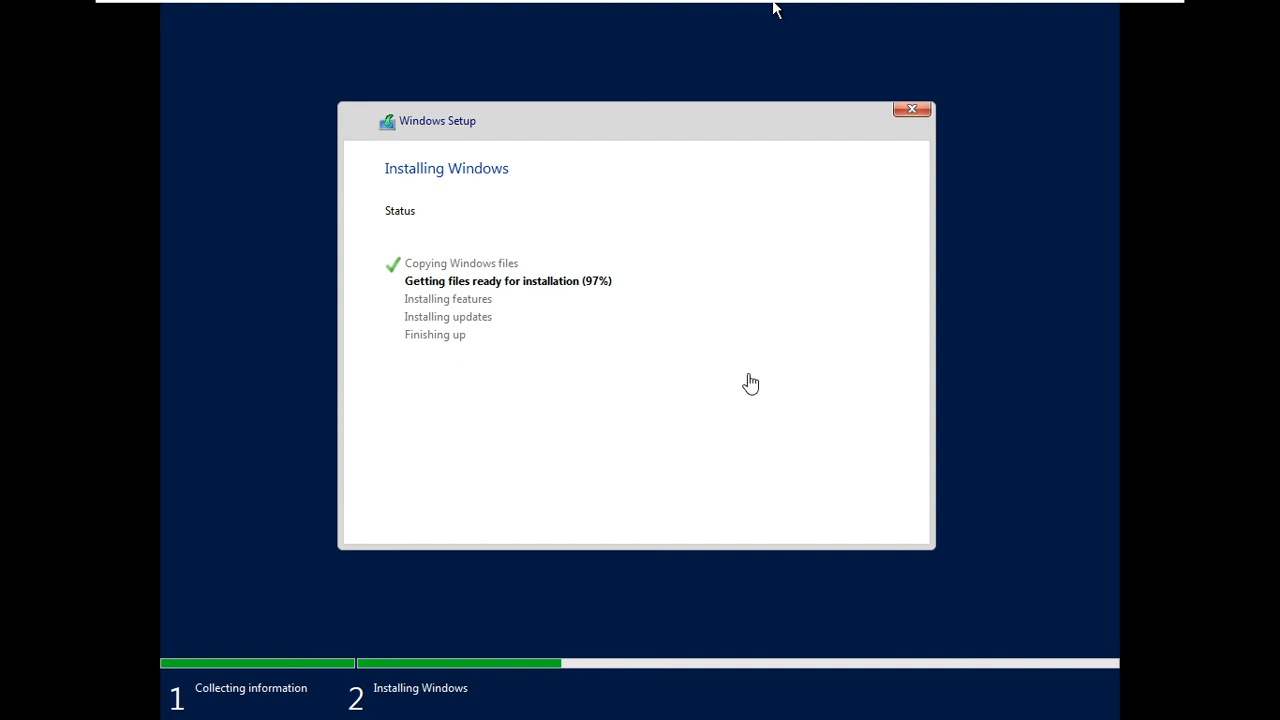 Windows Setup
Installing Windows
Status
Copying Windows files
Getting files ready for installation (97%)
Installing features
Installing updates
Finishing up
1 Collecting information
2 Installing Windows